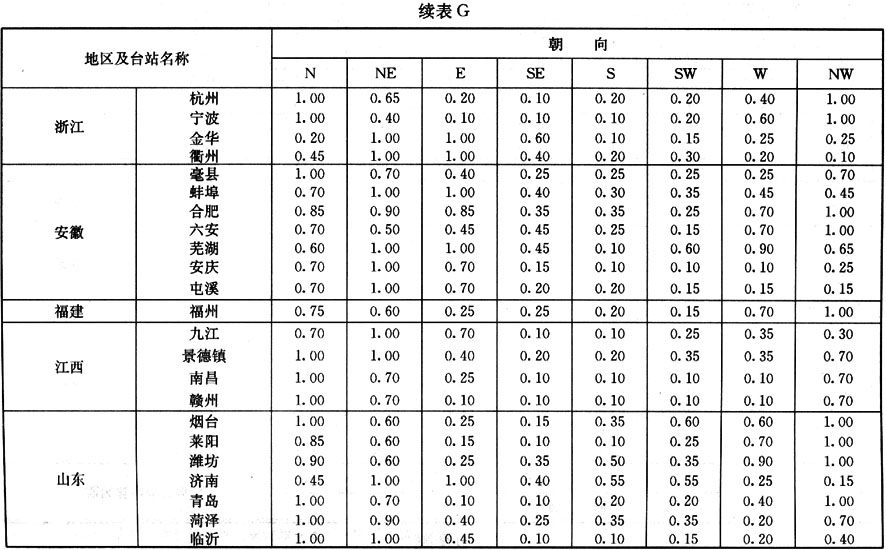 续表G
地区及台站名称 朝 向
N NE E SE S SW W NW
浙江 杭州 1.00 0.65 0.20 0.10 0.20 0.20 0.40 1.00
宁波 1.00 0.40 0.10 0.10 0.10 0.20 0.60 1.00
金华 0.20 1.00 1.00 0.60 0.10 0.15 0.25 0.25
衢州 0.45 1.00 1.00 0.40 0.20 0.30 0.20 0.10
安徽 亳县 1.00 0.70 0.40 0.25 0.25 0.25 0.25 0.70
蚌埠 0.70 1.00 1.00 0.40 0.30 0.35 0.45 0.45
合肥 0.85 0.90 0.85 0.35 0.35 0.25 0.70 1.00
六安 0.70 0.50 0.45 0.45 0.25 0.15 0.70 1.00
芜湖 0.60 1.00 1.00 0.45 0.10 0.60 0.90 0.65
安庆 0.70 1.00 0.70 0.15 0.10 0.10 0.10 0.25
屯溪 0.70 1.00 0.70 0.20 0.20 0.15 0.15 0.15
福建 福州 0.75 0.60 0.25 0.25 0.20 0.15 0.70 1.00
江西 九江 0.70 1.00 0.70 0.10 0.10 0.25 0.35 0.30
景德镇 1.00 1.00 0.40 0.20 0.20 0.35 0.35 0.70
南昌 1.00 0.70 0.25 0.10 0.10 0.10 0.10 0.70
赣州 1.00 0.70 0.10 0.10 0.10 0.10 0.10 0.70
山东 烟台 1.00 0.60 0.25 0.15 0.35 0.60 0.60 1.00
莱阳 0.85 0.60 0.15 0.10 0.10 0.25 0.70 1.00
潍坊 0.90 0.60 0.25 0.35 0.50 0.35 0.90 1.00
济南 0.45 1.00 1.00 0.40 0.55 0.55 0.25 0.15
青岛 1.00 0.70 0.10 0.10 0.20 0.20 0.40 1.00
菏泽 1.00 0.90 0.40 0.25 0.35 0.35 0.20 0.70
临沂 1.00 1.00 0.45 0.10 0.10 0.15 0.20 0.40